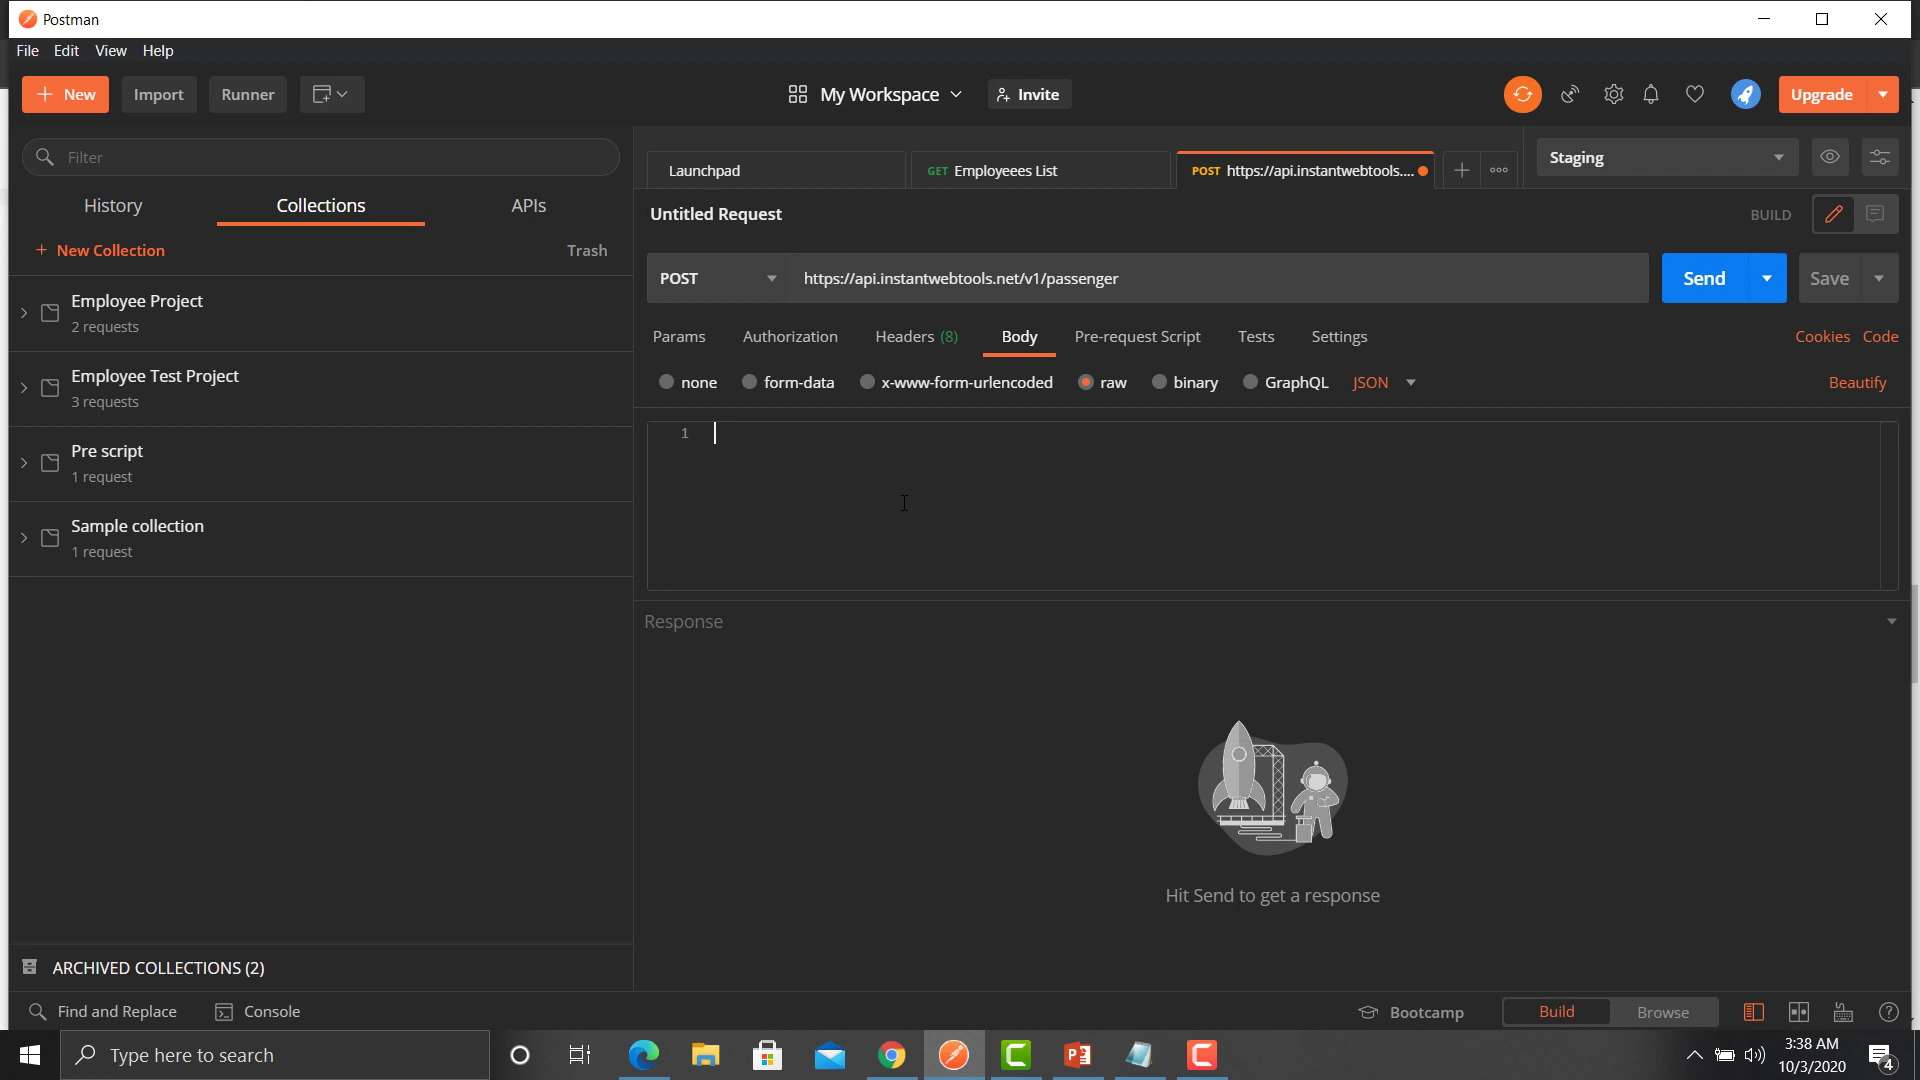 Postman
File Edit View Help
New Import Runner My Workspace Invite Upgrade
Filter
Launchpad GET Employeees List POST https://api.instantwebtools.... Staging
History Collections APIs
Untitled Request BUILD
+ New Collection Trash
POST https://api.instantwebtools.net/v1/passenger Send Save
Employee Project
2 requests
Params Authorization Headers (8) Body Pre-request Script Tests Settings Cookies Code
Employee Test Project
3 requests
none form-data x-www-form-urlencoded raw binary GraphQL JSON Beautify
1
Pre script
1 request
Sample collection
1 request
Response
Hit Send to get a response
ARCHIVED COLLECTIONS (2)
Find and Replace Console Bootcamp Build Browse
Type here to search
3:38 AM
10/3/2020
4